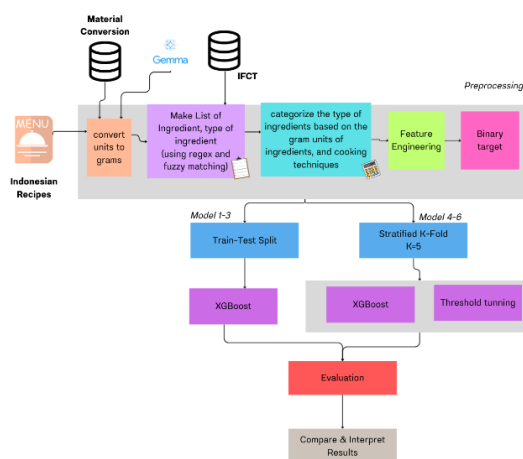 Material
Conversion
Gemma
IFCT
Preprocessing
MENU
Indonesian
Recipes
convert
units to
grams
Make List of
Ingredient, type of
ingredient
(using regex and
fuzzy matching)
categorize the type of
ingredients based on the
gram units of
ingredients, and cooking
techniques
Feature
Engineering
Binary
target
Model 1-3
Model 4-6
Train-Test Split
Stratified K-Fold
K=5
XGBoost
XGBoost
Threshold tunning
Evaluation
Compare & Interpret
Results